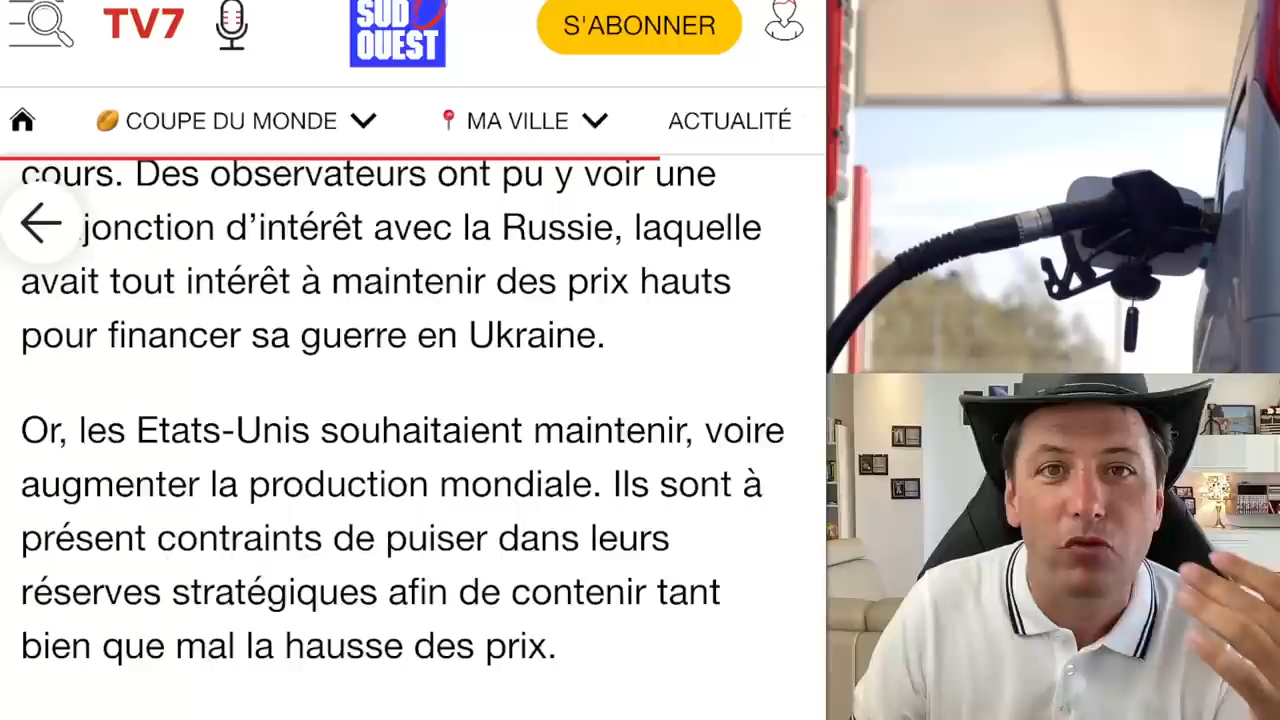 TV7
SUD
OUEST
S'ABONNER
COUPE DU MONDE
MA VILLE
ACTUALITÉ
cours. Des observateurs ont pu y voir une
jonction d’intérêt avec la Russie, laquelle
avait tout intérêt à maintenir des prix hauts
pour financer sa guerre en Ukraine.
Or, les Etats-Unis souhaitaient maintenir, voire
augmenter la production mondiale. Ils sont à
présent contraints de puiser dans leurs
réserves stratégiques afin de contenir tant
bien que mal la hausse des prix.